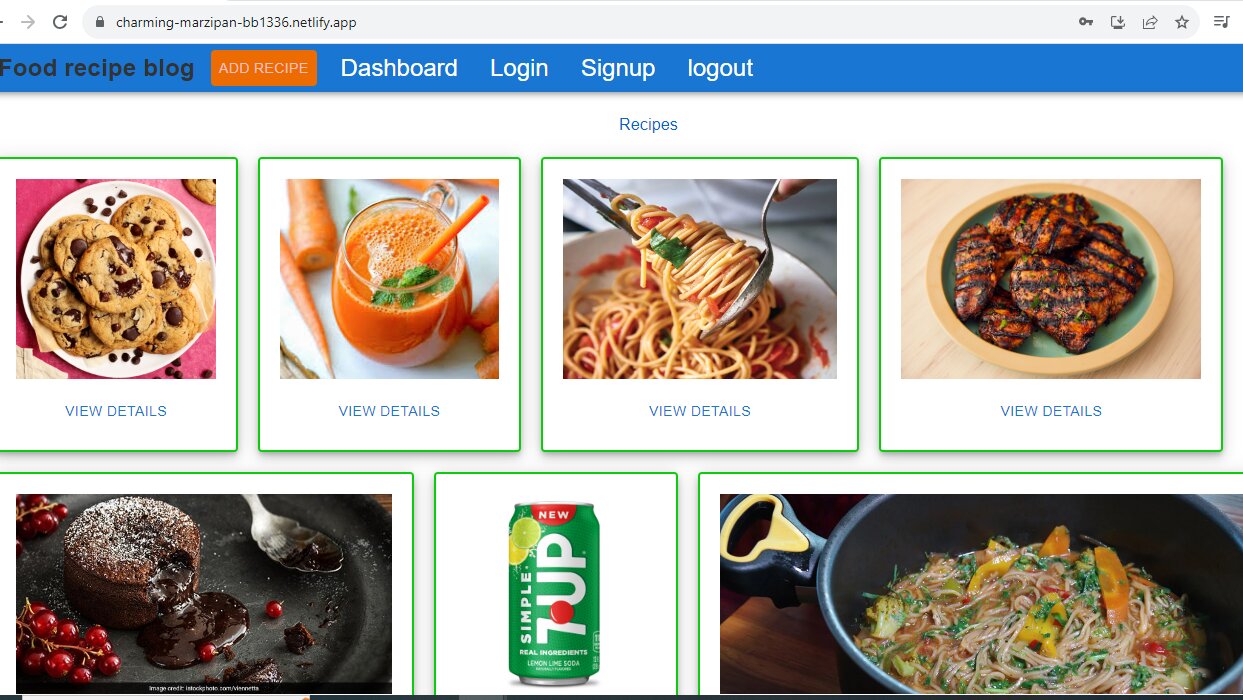 charming-marzipan-bb1336.netlify.app
Food recipe blog ADD RECIPE Dashboard Login Signup logout
Recipes
VIEW DETAILS VIEW DETAILS VIEW DETAILS VIEW DETAILS
NEW
SIMPLE 7UP
REAL INGREDIENTS
LEMON LIME SODA
Image credit: istockphoto.com/viennetta